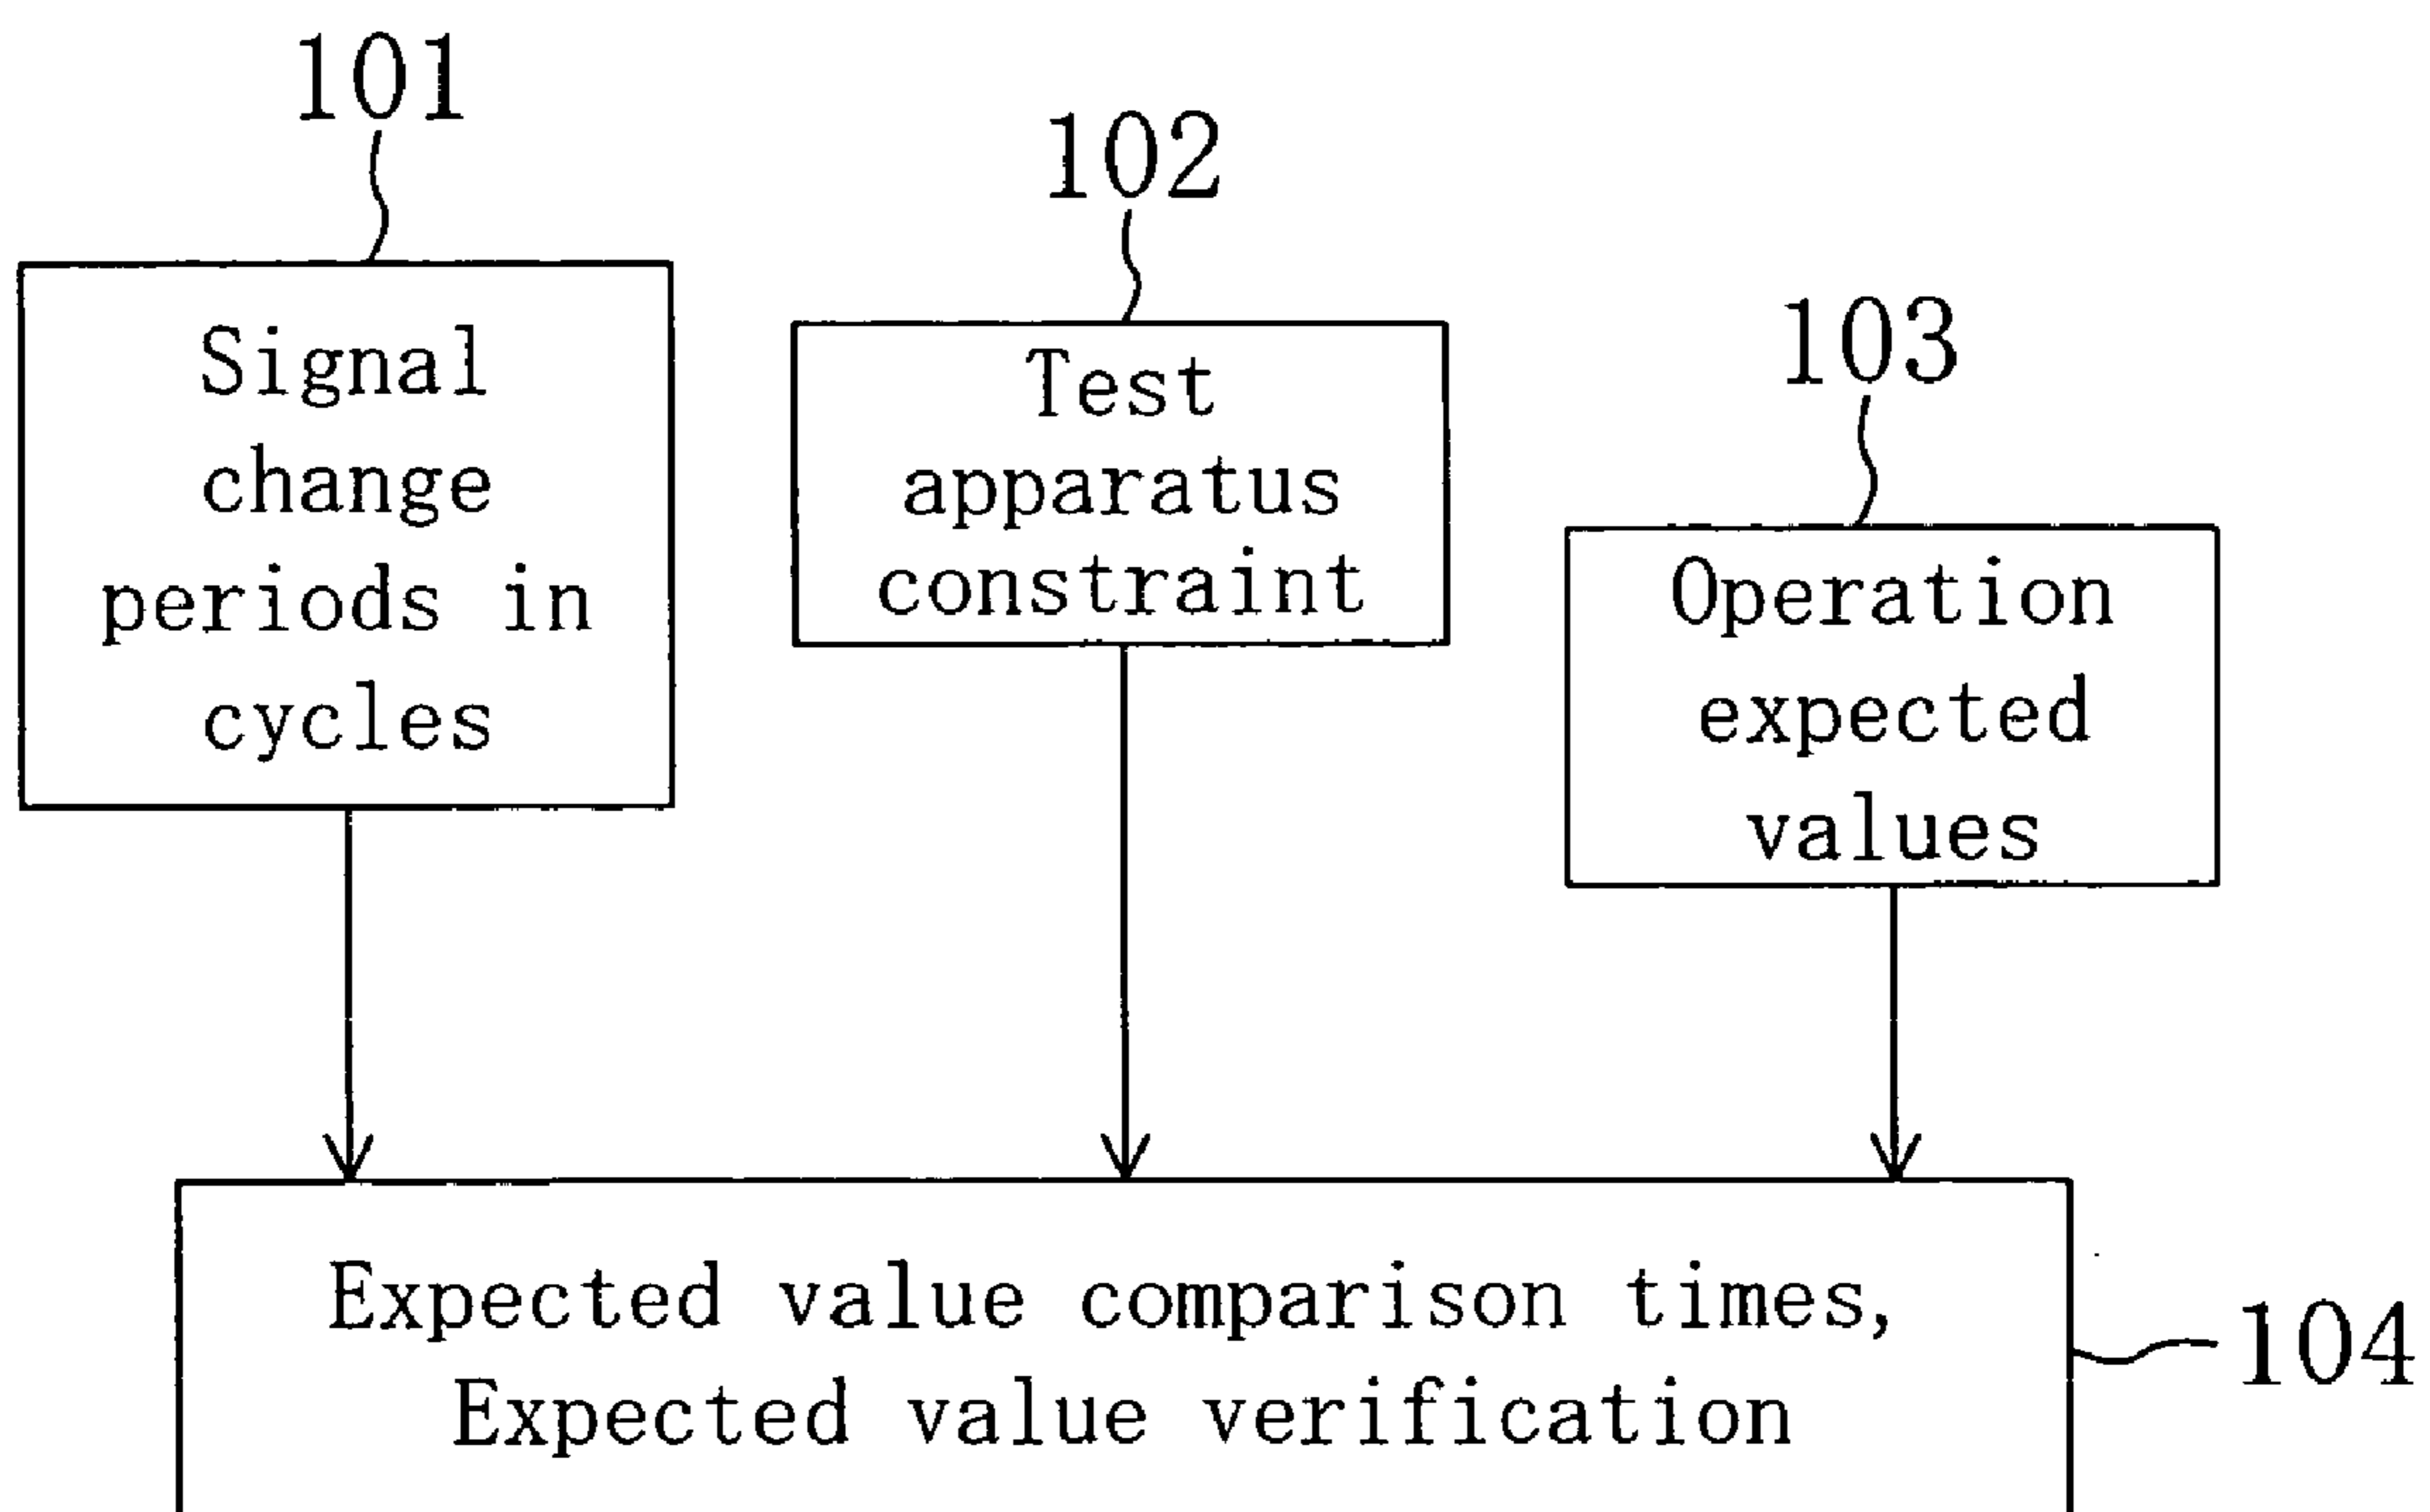 101
Signal
change
periods in
cycles
102
Test
apparatus
constraint
103
Operation
expected
values
Expected value comparison times,
Expected value verification
104